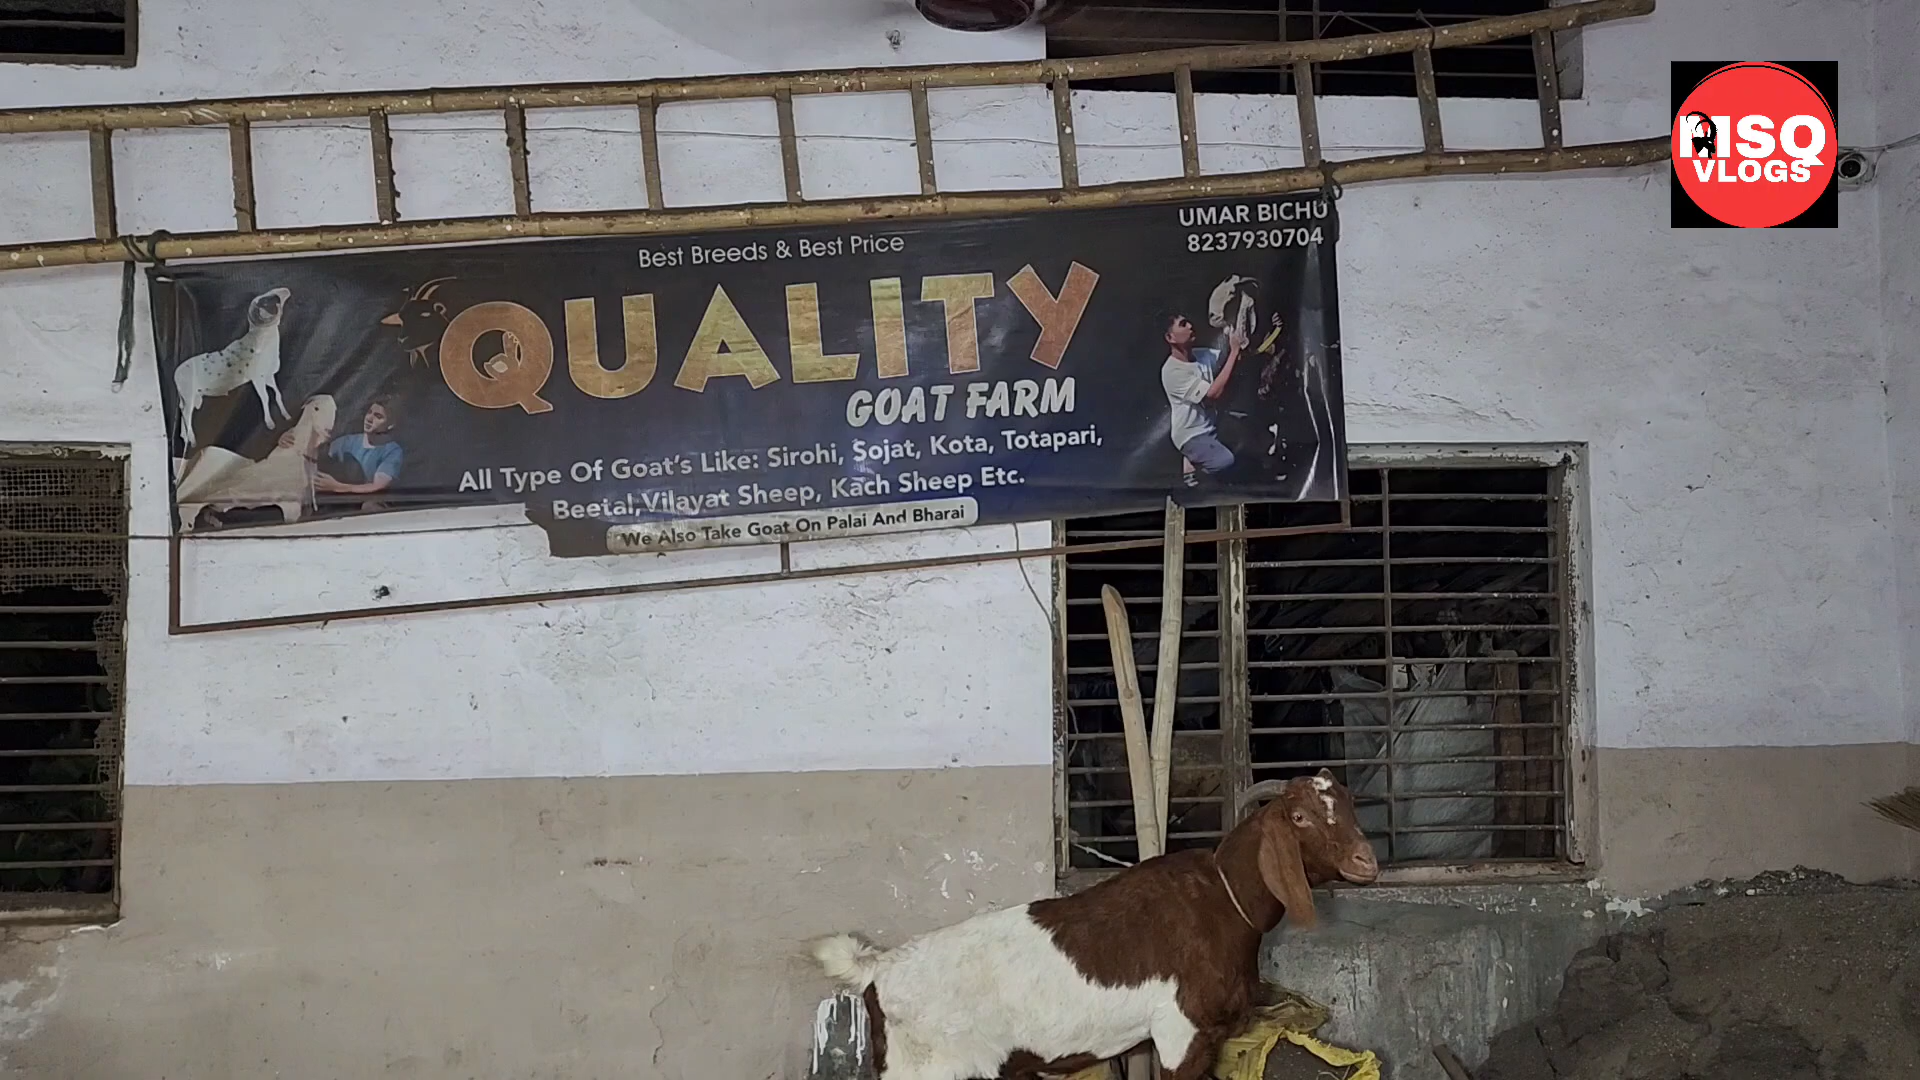 UMAR BICHU
8237930704
Best Breeds & Best Price
QUALITY
GOAT FARM
All Type Of Goat's Like: Sirohi, Sojat, Kota, Totapari,
Beetal,Vilayat Sheep, Kach Sheep Etc.
We Also Take Goat On Palai And Bharai
VLOGS